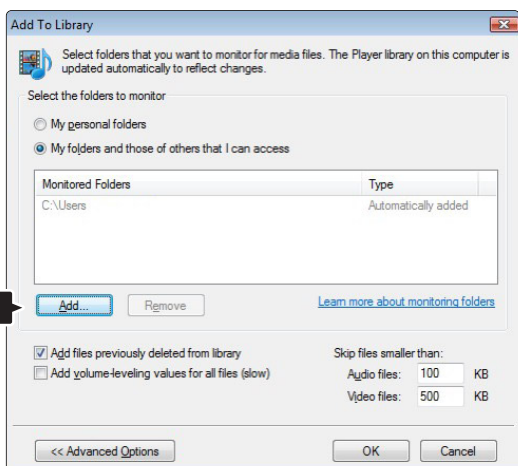 Add To Library
Select folders that you want to monitor for media files. The Player library on this computer is
updated automatically to reflect changes.
Select the folders to monitor
My personal folders
My folders and those of others that I can access
Monitored Folders Type
C:\Users Automatically added
Add... Remove Learn more about monitoring folders
Add files previously deleted from library Skip files smaller than:
Add volume-leveling values for all files (slow) Audio files: 100 KB
Video files: 500 KB
<< Advanced Options OK Cancel